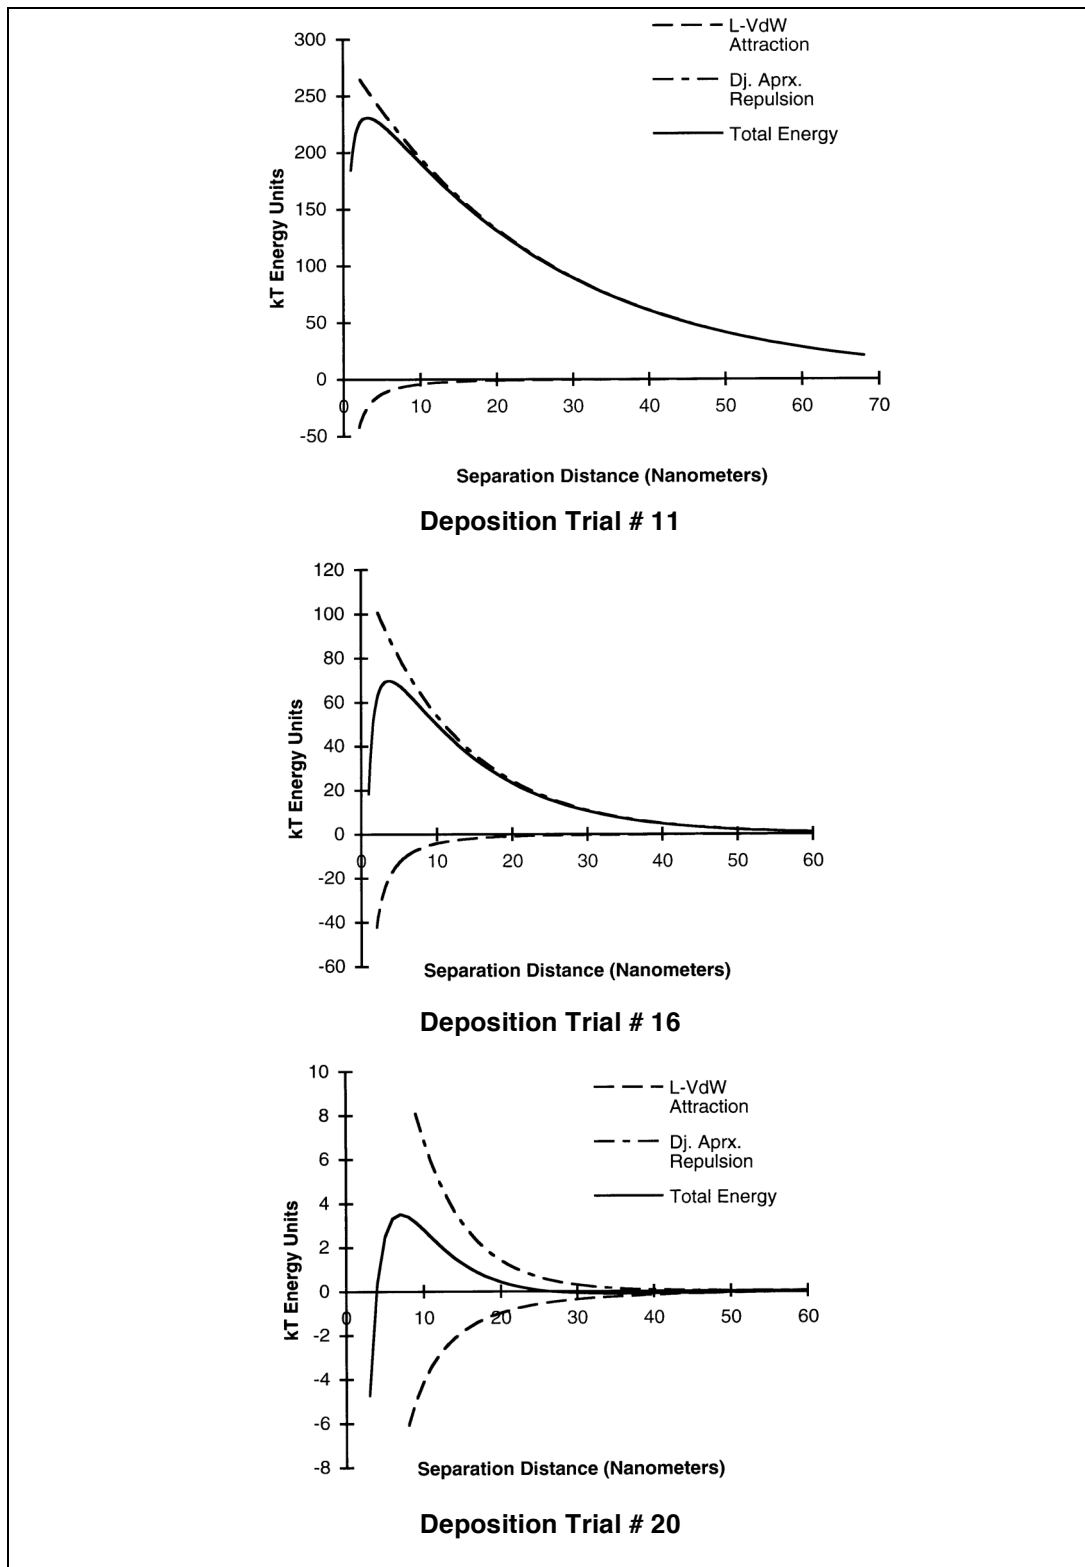 L-VdW
Attraction
Dj. Aprx.
Repulsion
Total Energy
300
250
200
150
100
50
0
-50
kT Energy Units
0 10 20 30 40 50 60 70
Separation Distance (Nanometers)
Deposition Trial # 11
120
100
80
60
40
20
0
-20
-40
-60
kT Energy Units
0 10 20 30 40 50 60
Separation Distance (Nanometers)
Deposition Trial # 16
10
8
6
4
2
0
-2
-4
-6
-8
kT Energy Units
L-VdW
Attraction
Dj. Aprx.
Repulsion
Total Energy
0 10 20 30 40 50 60
Separation Distance (Nanometers)
Deposition Trial # 20